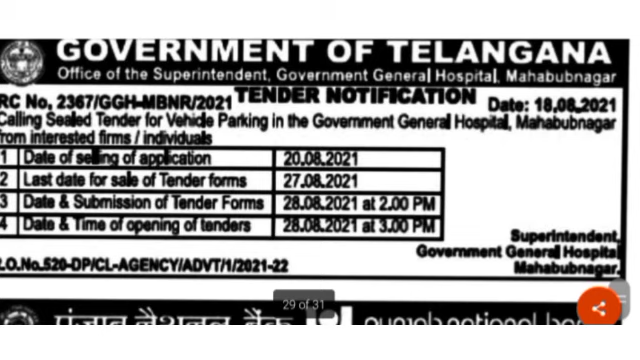 GOVERNMENT OF TELANGANA
Office of the Superintendent, Government General Hospital, Mahabubnagar
RC No, 2367/GGH-MBNR/2021 TENDER NOTIFICATION Date: 18.08.2021
Calling Sealed Tender for Vehicle Parking in the Government General Hospital, Mahabubnagar
from interested firms / individuals
1 Date of selling of application 20.08.2021
2 Last date for sale of Tender forms 27.08.2021
3 Date & Submission of Tender Forms 28.08.2021 at 2.00 PM
4 Date & Time of opening of tenders 28.08.2021 at 3.00 PM
Superintendent,
Government General Hospital
Mahabubnagar.
.O.No.520-DP/CL-AGENCY/ADVT/1/2021-22
29 of 31
पंजाब नैशनल बैंक punjab national